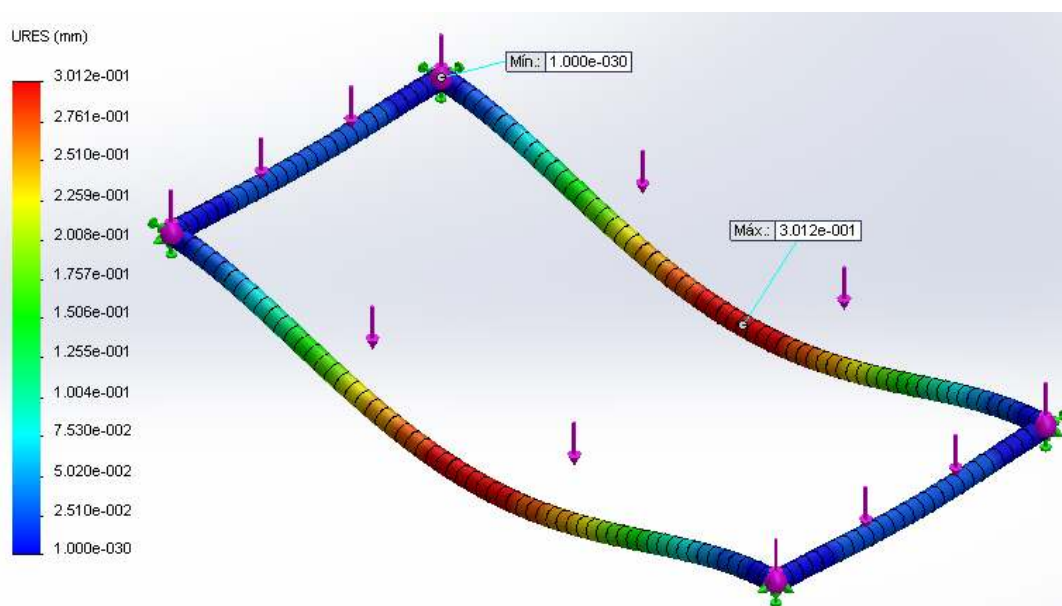 URES (mm)
3.012e-001
2.761e-001
2.510e-001
2.259e-001
2.008e-001
1.757e-001
1.506e-001
1.255e-001
1.004e-001
7.530e-002
5.020e-002
2.510e-002
1.000e-030
Mín.: 1.000e-030
Máx.: 3.012e-001